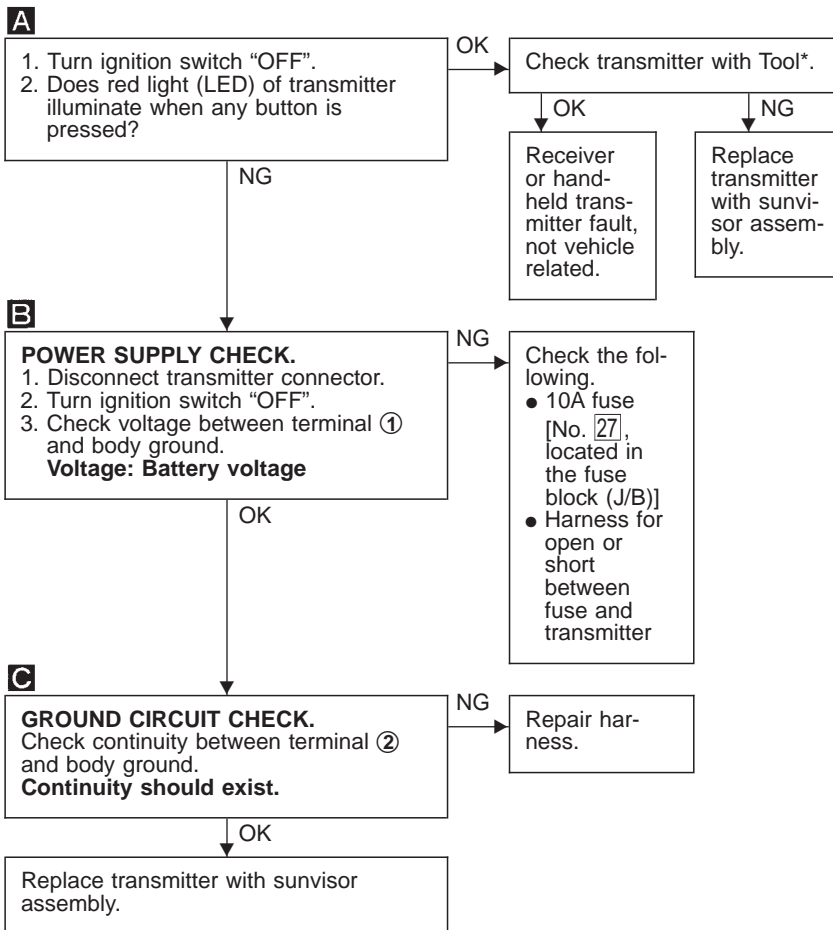 A
1. Turn ignition switch “OFF”.
2. Does red light (LED) of transmitter
illuminate when any button is
pressed?
OK
Check transmitter with Tool*.
OK
NG
Receiver
or hand-
held trans-
mitter fault,
not vehicle
related.
Replace
transmitter
with sunvi-
sor assem-
bly.
NG
B
POWER SUPPLY CHECK.
1. Disconnect transmitter connector.
2. Turn ignition switch “OFF”.
3. Check voltage between terminal ①
and body ground.
Voltage: Battery voltage
NG
Check the fol-
lowing.
● 10A fuse
[No. 27,
located in
the fuse
block (J/B)]
● Harness for
open or
short
between
fuse and
transmitter
OK
C
GROUND CIRCUIT CHECK.
Check continuity between terminal ②
and body ground.
Continuity should exist.
NG
Repair har-
ness.
OK
Replace transmitter with sunvisor
assembly.